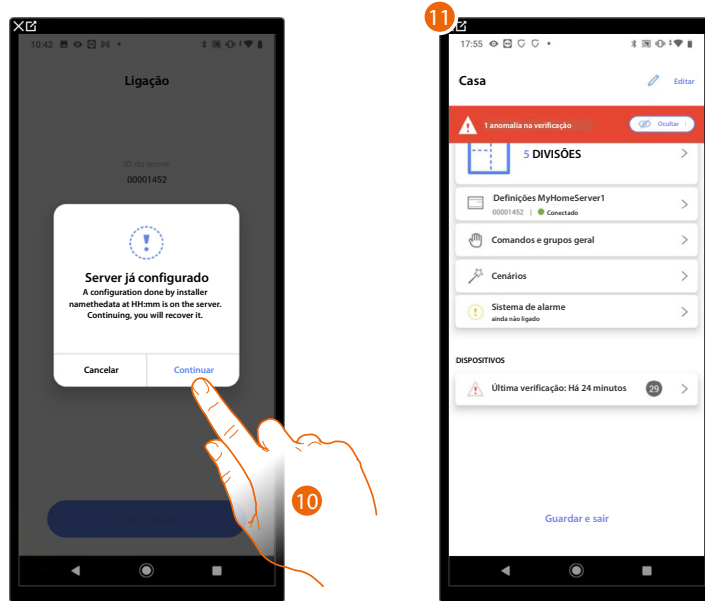 10:42
Ligação
ID do server
00001452
Server já configurado
A configuration done by installer
namethedata at HH:mm is on the server.
Continuing, you will recover it.
Cancelar
Continuar
10
11
17:55
Casa
Editar
1 anomalia na verificação
Ocultar
5 DIVISÕES
Definições MyHomeServer1
00001452 | Conectado
Comandos e grupos geral
Cenários
Sistema de alarme
ainda não ligado
DISPOSITIVOS
Última verificação: Há 24 minutos
29
Guardar e sair